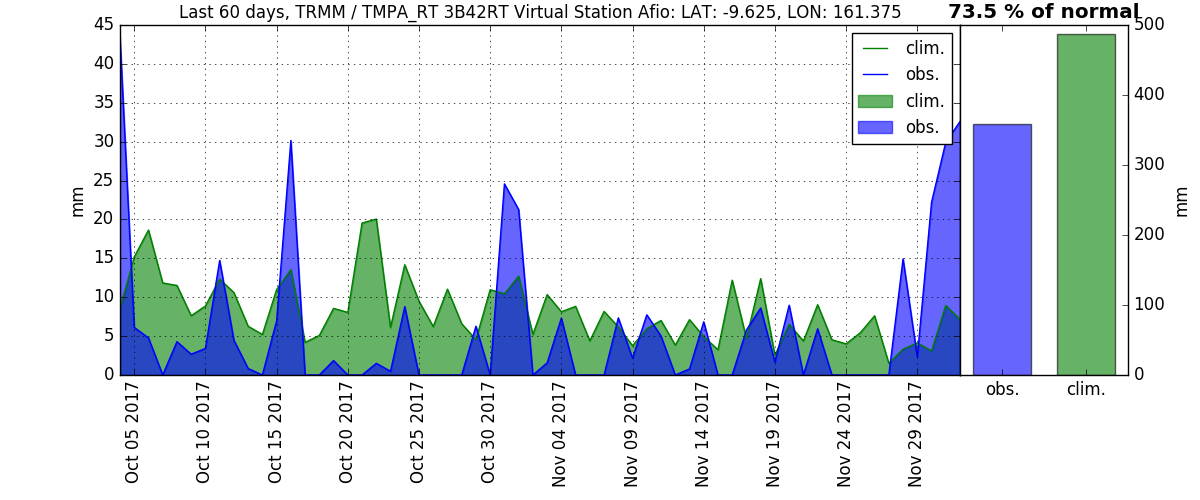 Last 60 days, TRMM / TMPA_RT 3B42RT Virtual Station Afio: LAT: -9.625, LON: 161.375
73.5 % of normal
45
40
35
30
25
20
15
10
5
0
mm
clim.
obs.
clim.
obs.
Oct 05 2017
Oct 10 2017
Oct 15 2017
Oct 20 2017
Oct 25 2017
Oct 30 2017
Nov 04 2017
Nov 09 2017
Nov 14 2017
Nov 19 2017
Nov 24 2017
Nov 29 2017
500
400
300
200
100
0
mm
obs.
clim.